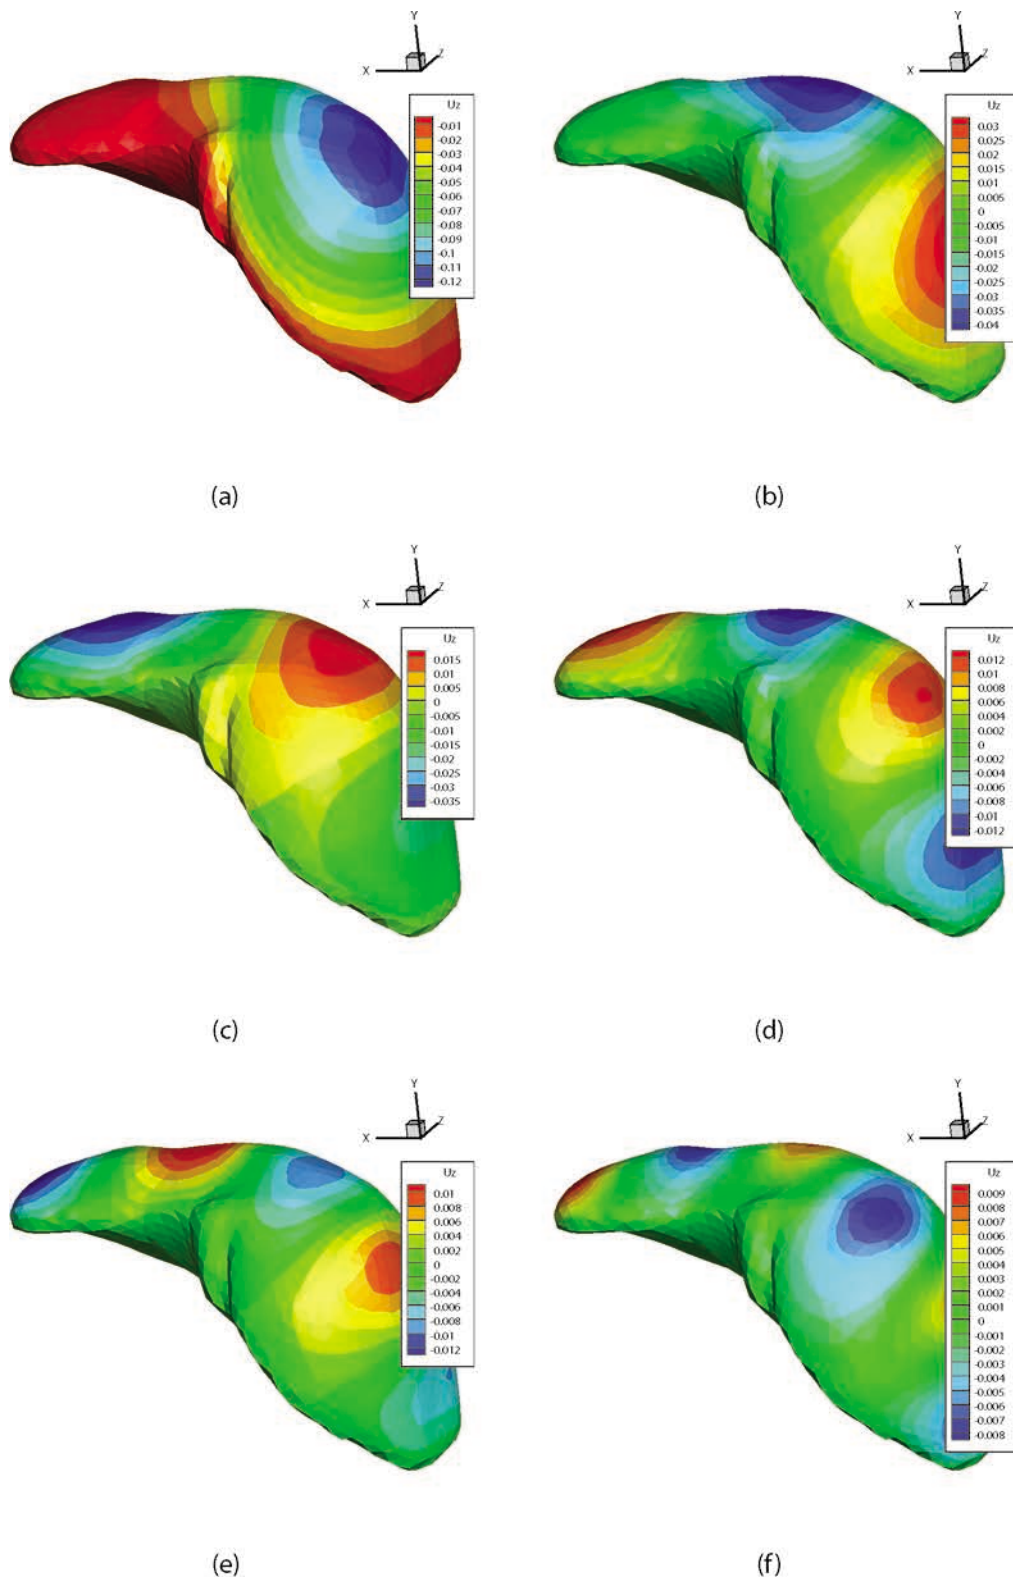 Y
Z
X
Uz
-0.01
-0.02
-0.03
-0.04
-0.05
-0.06
-0.07
-0.08
-0.09
-0.1
-0.11
-0.12
(a)
Y
Z
X
Uz
0.03
0.025
0.02
0.015
0.01
0.005
0
-0.005
-0.01
-0.015
-0.02
-0.025
-0.03
-0.035
-0.04
(b)
Y
Z
X
Uz
0.015
0.01
0.005
0
-0.005
-0.01
-0.015
-0.02
-0.025
-0.03
-0.035
(c)
Y
Z
X
Uz
0.012
0.01
0.008
0.006
0.004
0.002
0
-0.002
-0.004
-0.006
-0.008
-0.01
-0.012
(d)
Y
Z
X
Uz
0.01
0.008
0.006
0.004
0.002
0
-0.002
-0.004
-0.006
-0.008
-0.01
-0.012
(e)
Y
Z
X
Uz
0.009
0.008
0.007
0.006
0.005
0.004
0.003
0.002
0.001
0
-0.001
-0.002
-0.003
-0.004
-0.005
-0.006
-0.007
-0.008
(f)